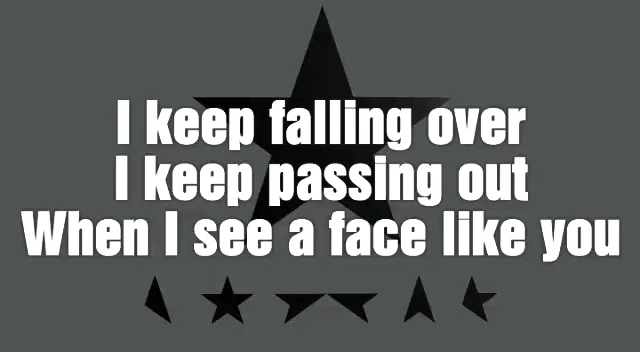 I keep falling over
I keep passing out
When I see a face like you